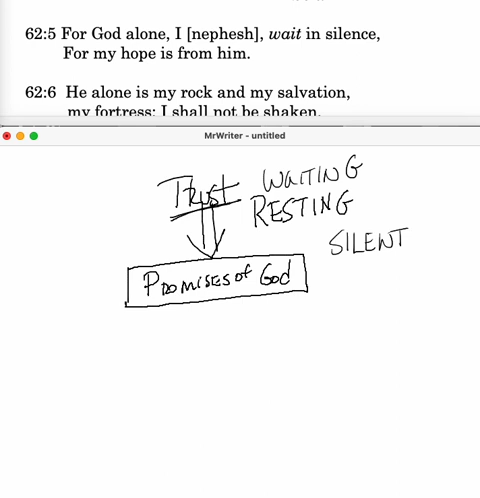 62:5 For God alone, I [nephesh], wait in silence,
For my hope is from him.
62:6 He alone is my rock and my salvation,
my fortress; I shall not be shaken.
MrWriter - untitled
Trust WAITING
RESTING
SILENT
PROMISES of GOD